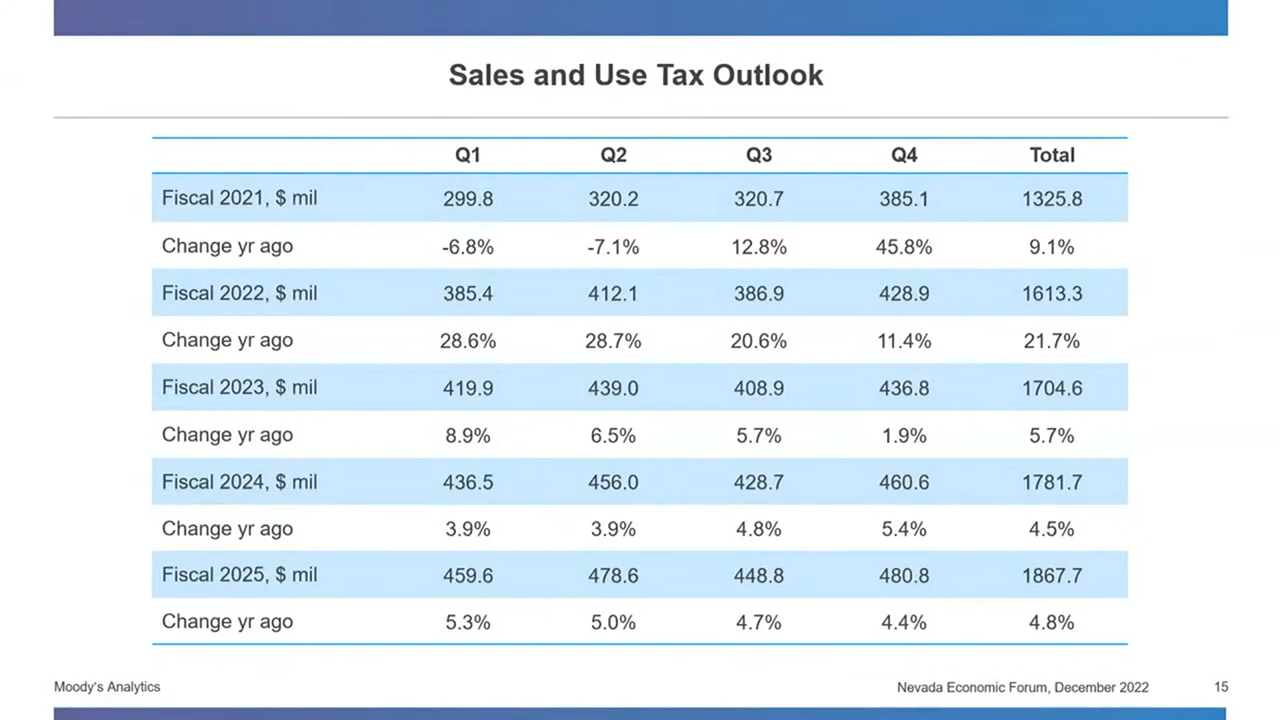 Sales and Use Tax Outlook
Q1 Q2 Q3 Q4 Total
Fiscal 2021, $ mil 299.8 320.2 320.7 385.1 1325.8
Change yr ago -6.8% -7.1% 12.8% 45.8% 9.1%
Fiscal 2022, $ mil 385.4 412.1 386.9 428.9 1613.3
Change yr ago 28.6% 28.7% 20.6% 11.4% 21.7%
Fiscal 2023, $ mil 419.9 439.0 408.9 436.8 1704.6
Change yr ago 8.9% 6.5% 5.7% 1.9% 5.7%
Fiscal 2024, $ mil 436.5 456.0 428.7 460.6 1781.7
Change yr ago 3.9% 3.9% 4.8% 5.4% 4.5%
Fiscal 2025, $ mil 459.6 478.6 448.8 480.8 1867.7
Change yr ago 5.3% 5.0% 4.7% 4.4% 4.8%
Moody's Analytics Nevada Economic Forum, December 2022 15